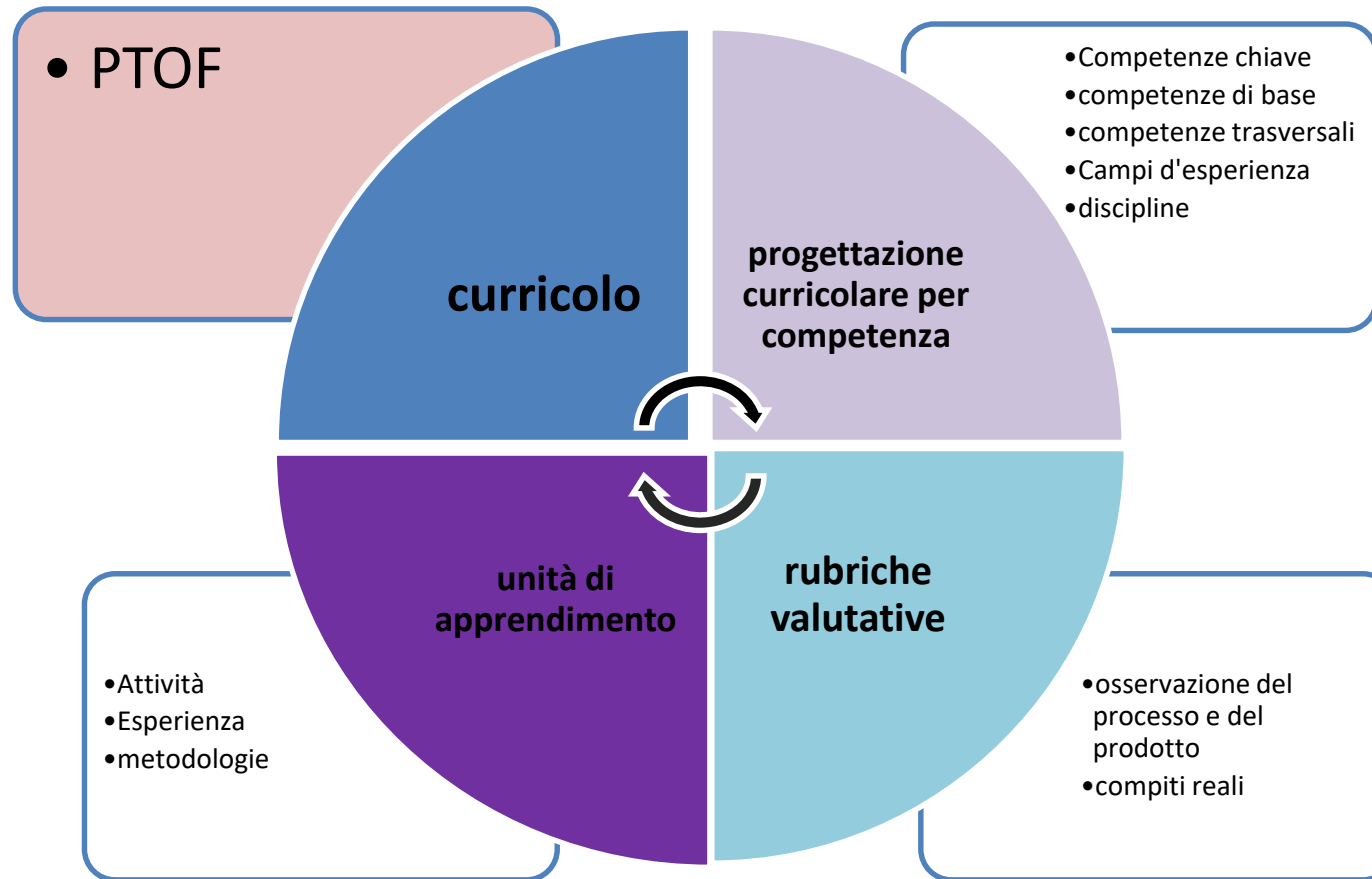 • PTOF
curricolo
progettazione
curricolare per
competenza
•Competenze chiave
•competenze di base
•competenze trasversali
•Campi d'esperienza
•discipline
unità di
apprendimento
•Attività
•Esperienza
•metodologie
rubriche
valutative
•osservazione del
processo e del
prodotto
•compiti reali